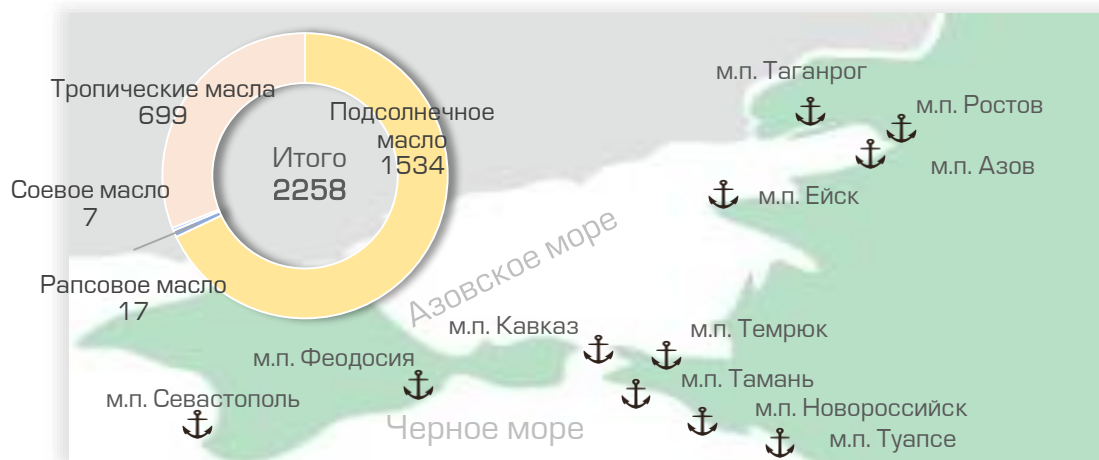 Тропические масла
699
Подсолнечное
масло
1534
Итого
2258
Соевое масло
7
Рапсовое масло
17
м.п. Таганрог
м.п. Ростов
м.п. Азов
м.п. Ейск
Азовское море
м.п. Кавказ
м.п. Темрюк
м.п. Феодосия
м.п. Тамань
м.п. Севастополь
м.п. Новороссийск
Черное море
м.п. Туапсе